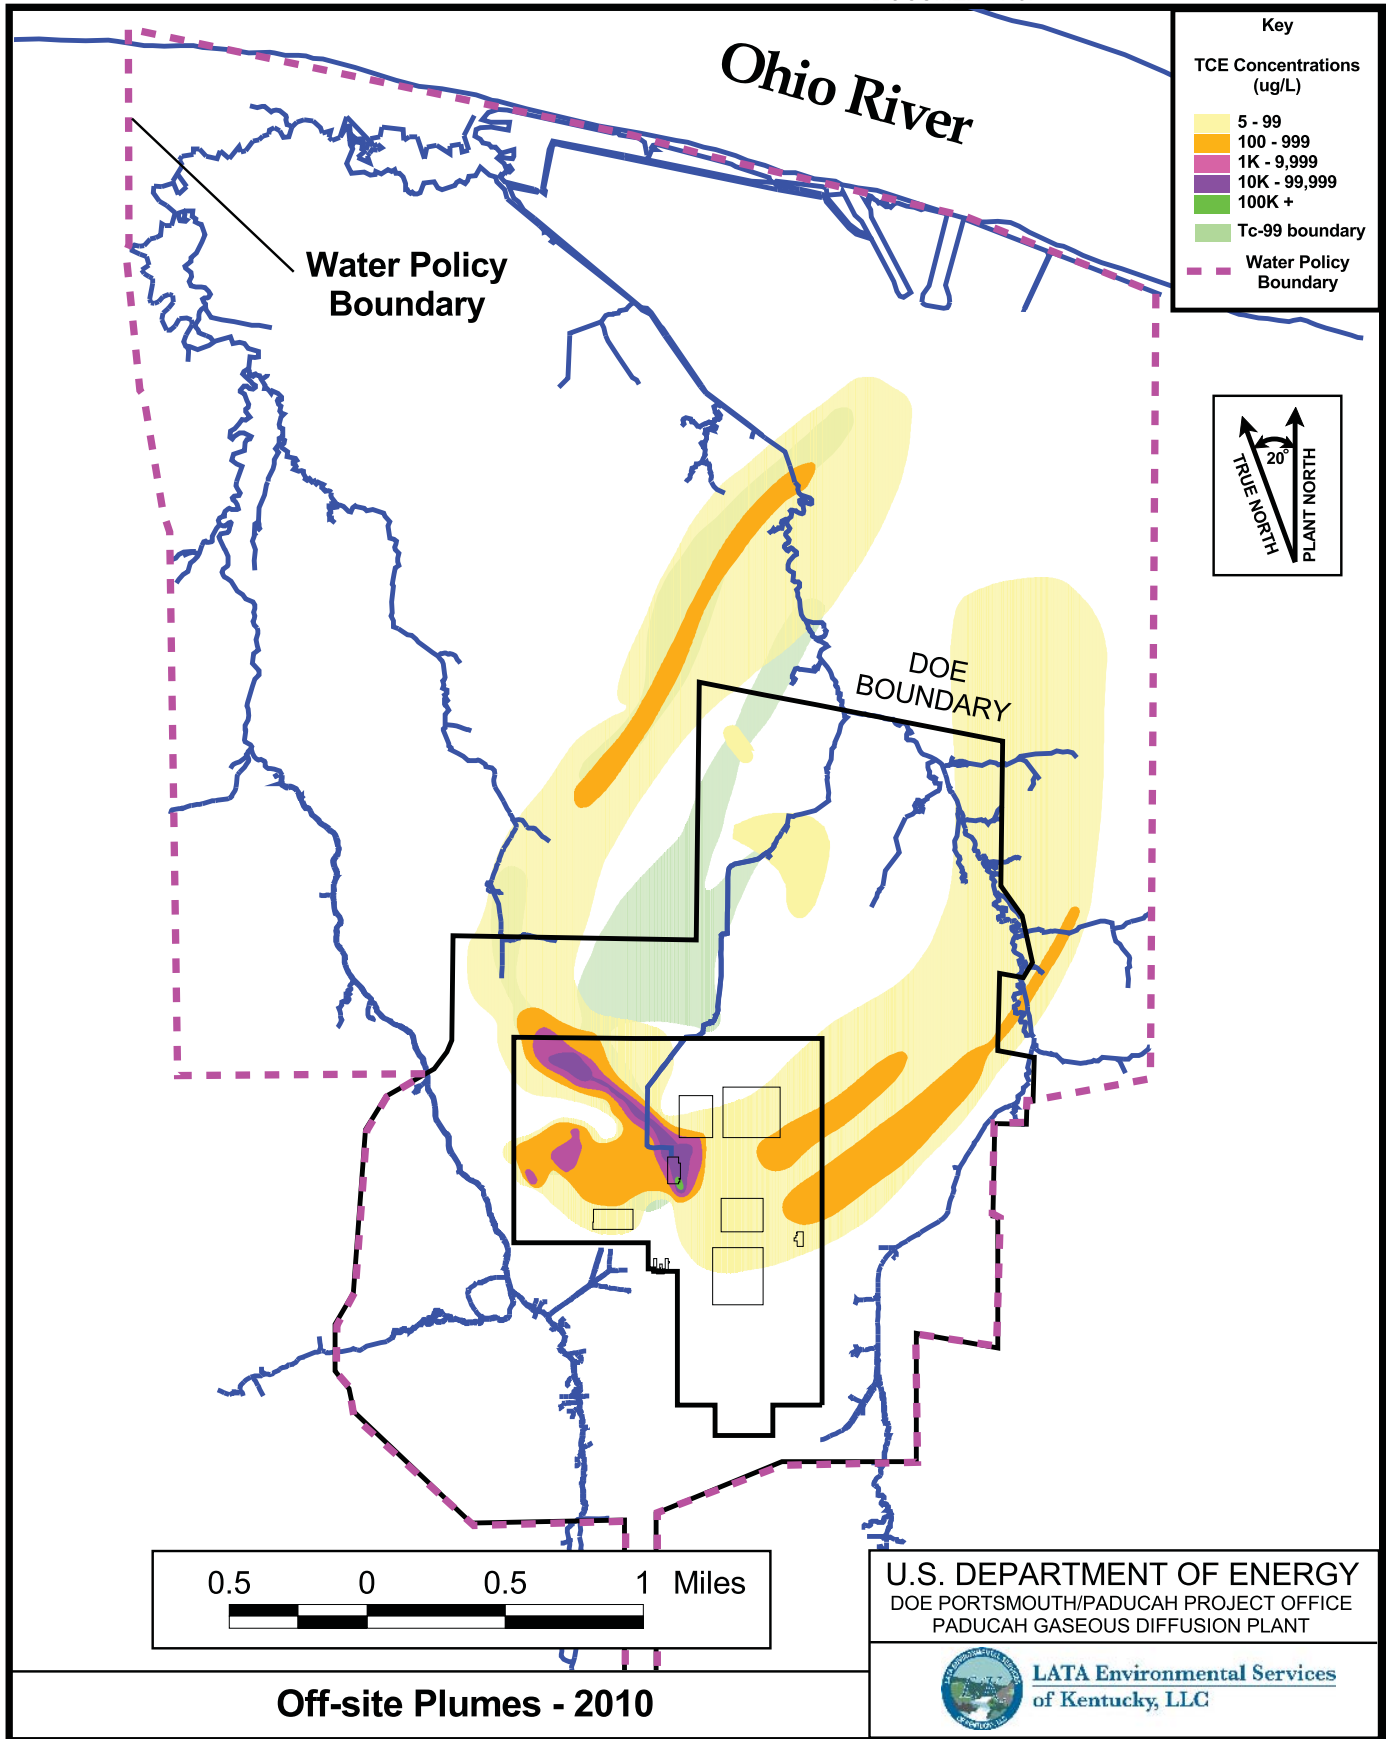 Ohio River
Key
TCE Concentrations
(ug/L)
5 - 99
100 - 999
1K - 9,999
10K - 99,999
100K +
Tc-99 boundary
Water Policy
Boundary
Water Policy
Boundary
20°
TRUE NORTH
PLANT NORTH
DOE
BOUNDARY
0.5 0 0.5 1 Miles
U.S. DEPARTMENT OF ENERGY
DOE PORTSMOUTH/PADUCAH PROJECT OFFICE
PADUCAH GASEOUS DIFFUSION PLANT
LATA Environmental Services
of Kentucky, LLC
Off-site Plumes - 2010